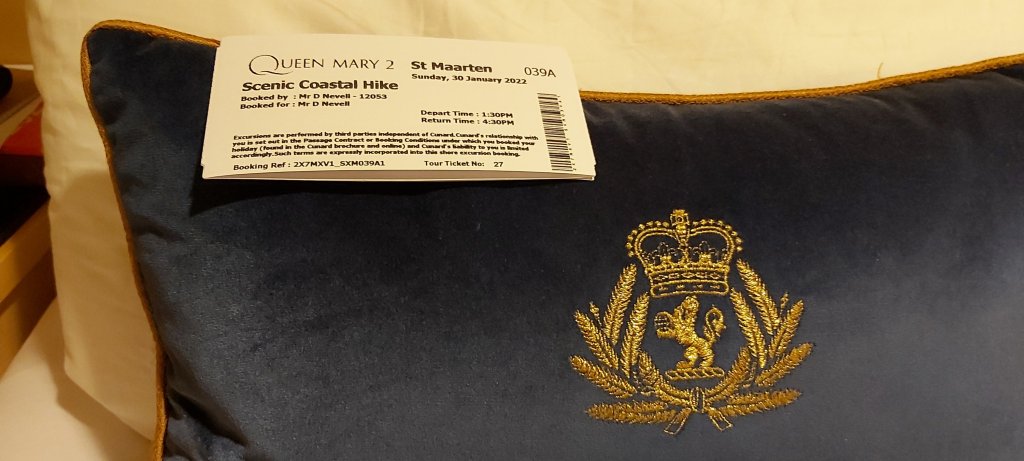 QUEEN MARY 2 St Maarten 039A
Sunday, 30 January 2022
Scenic Coastal Hike
Booked by : Mr D Nevell - 12053
Booked for : Mr D Nevell
Depart Time : 1:30PM
Return Time : 4:30PM
Excursions are performed by third parties independent of Cunard.Cunard's relationship with
you is set out in the Passage Contract or Booking Conditions under which you booked your
holiday (found in the Cunard brochure and online) and Cunard's liability to you is limited
accordingly.Such terms are expressly incorporated into this shore excursion booking.
Booking Ref : 2X7MXV1_SXM039A1 Tour Ticket No: 27